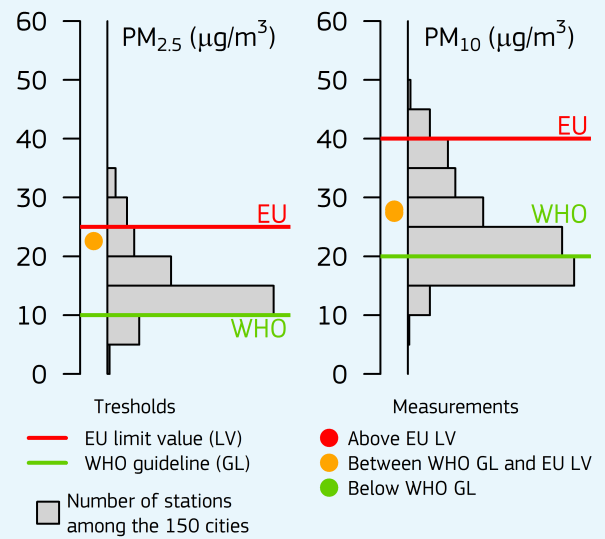 PM2.5 (µg/m³)
60
50
40
30
20
10
0
EU
WHO
PM10 (µg/m³)
60
50
40
30
20
10
0
EU
WHO
Tresholds
EU limit value (LV)
WHO guideline (GL)
Number of stations
among the 150 cities
Measurements
Above EU LV
Between WHO GL and EU LV
Below WHO GL